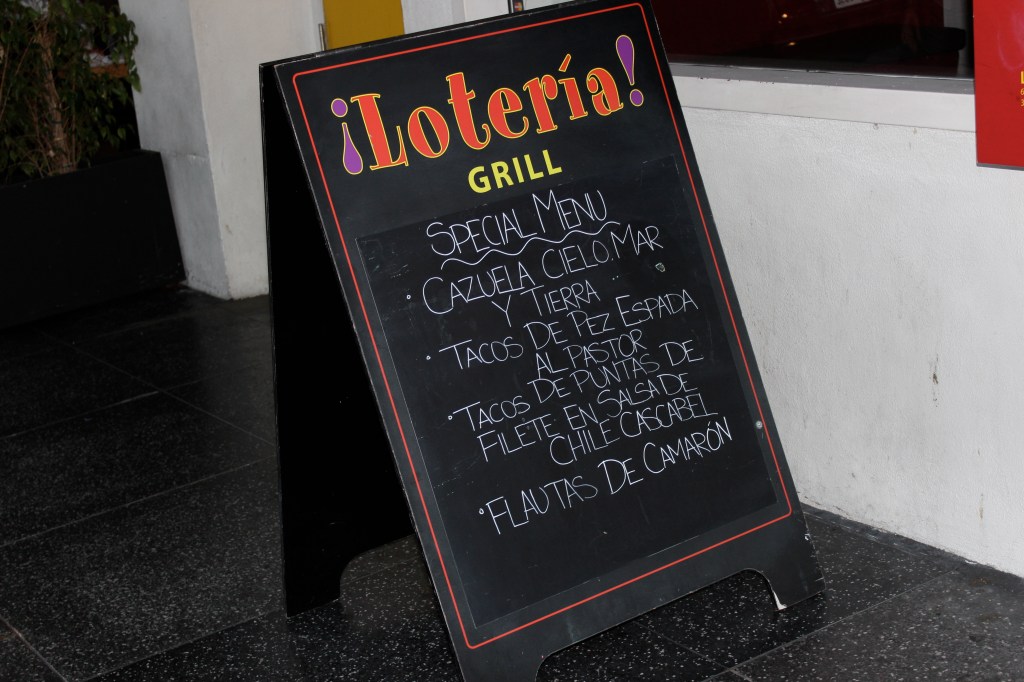 ¡Lotería!
GRILL
SPECIAL MENU
° CAZUELA CIELO, MAR
Y TIERRA
° TACOS DE PEZ ESPADA
AL PASTOR
° TACOS DE PUNTAS DE
FILETE EN SALSA DE
CHILE CASCABEL
° FLAUTAS DE CAMARÓN